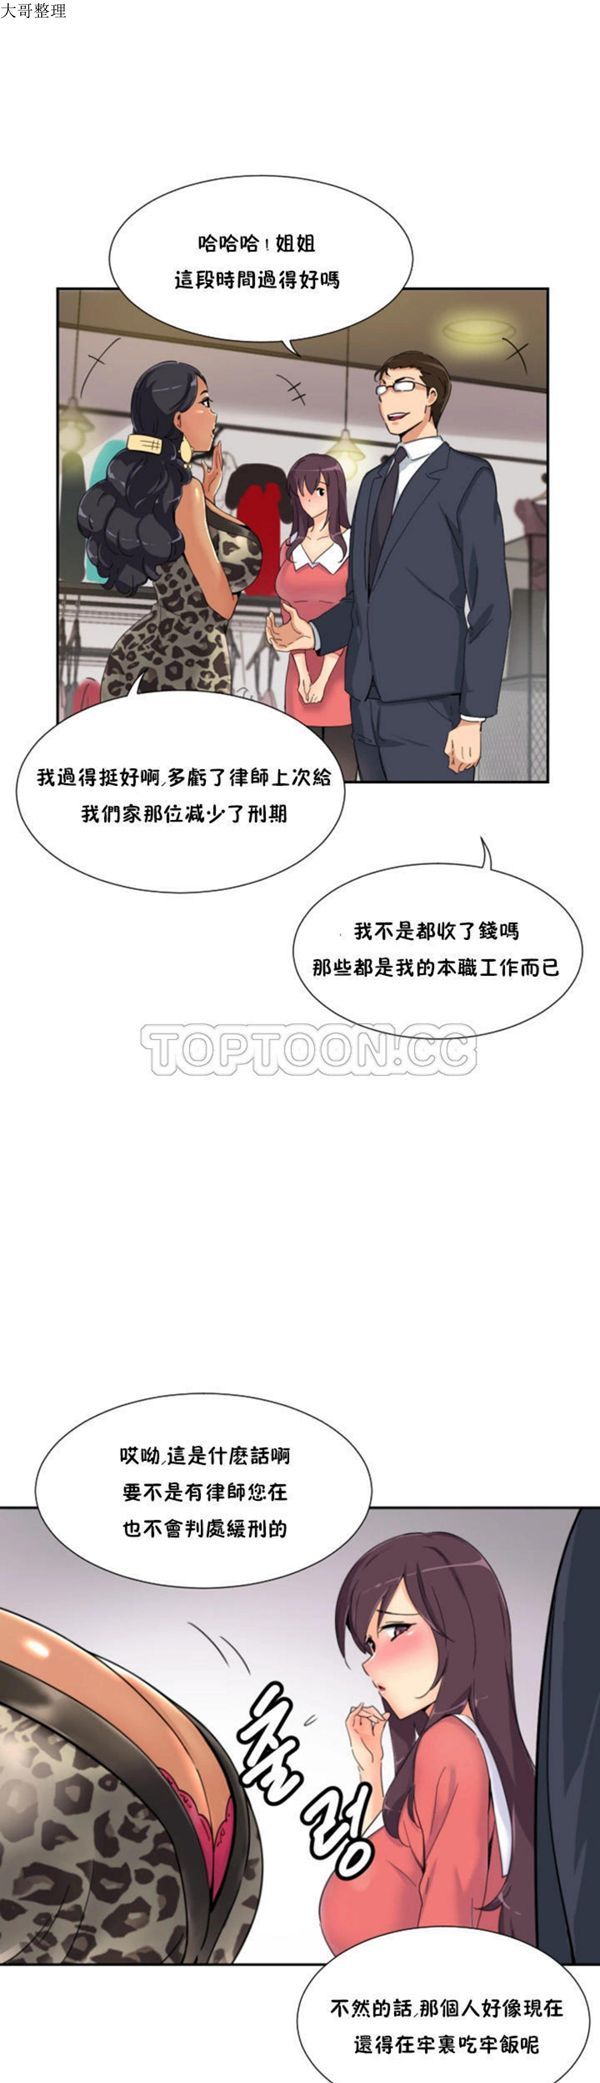 大哥整理
哈哈哈！姐姐
這段時間過得好嗎
我過得挺好啊,多虧了律師上次給
我們家那位減少了刑期
我不是都收了錢嗎
那些都是我的本職工作而已
TOPTOON.CC
哎呦,這是什麽話啊
要不是有律師您在
也不會判處緩刑的
출
렁
不然的話,那個人好像現在
還得在牢裏吃牢飯呢